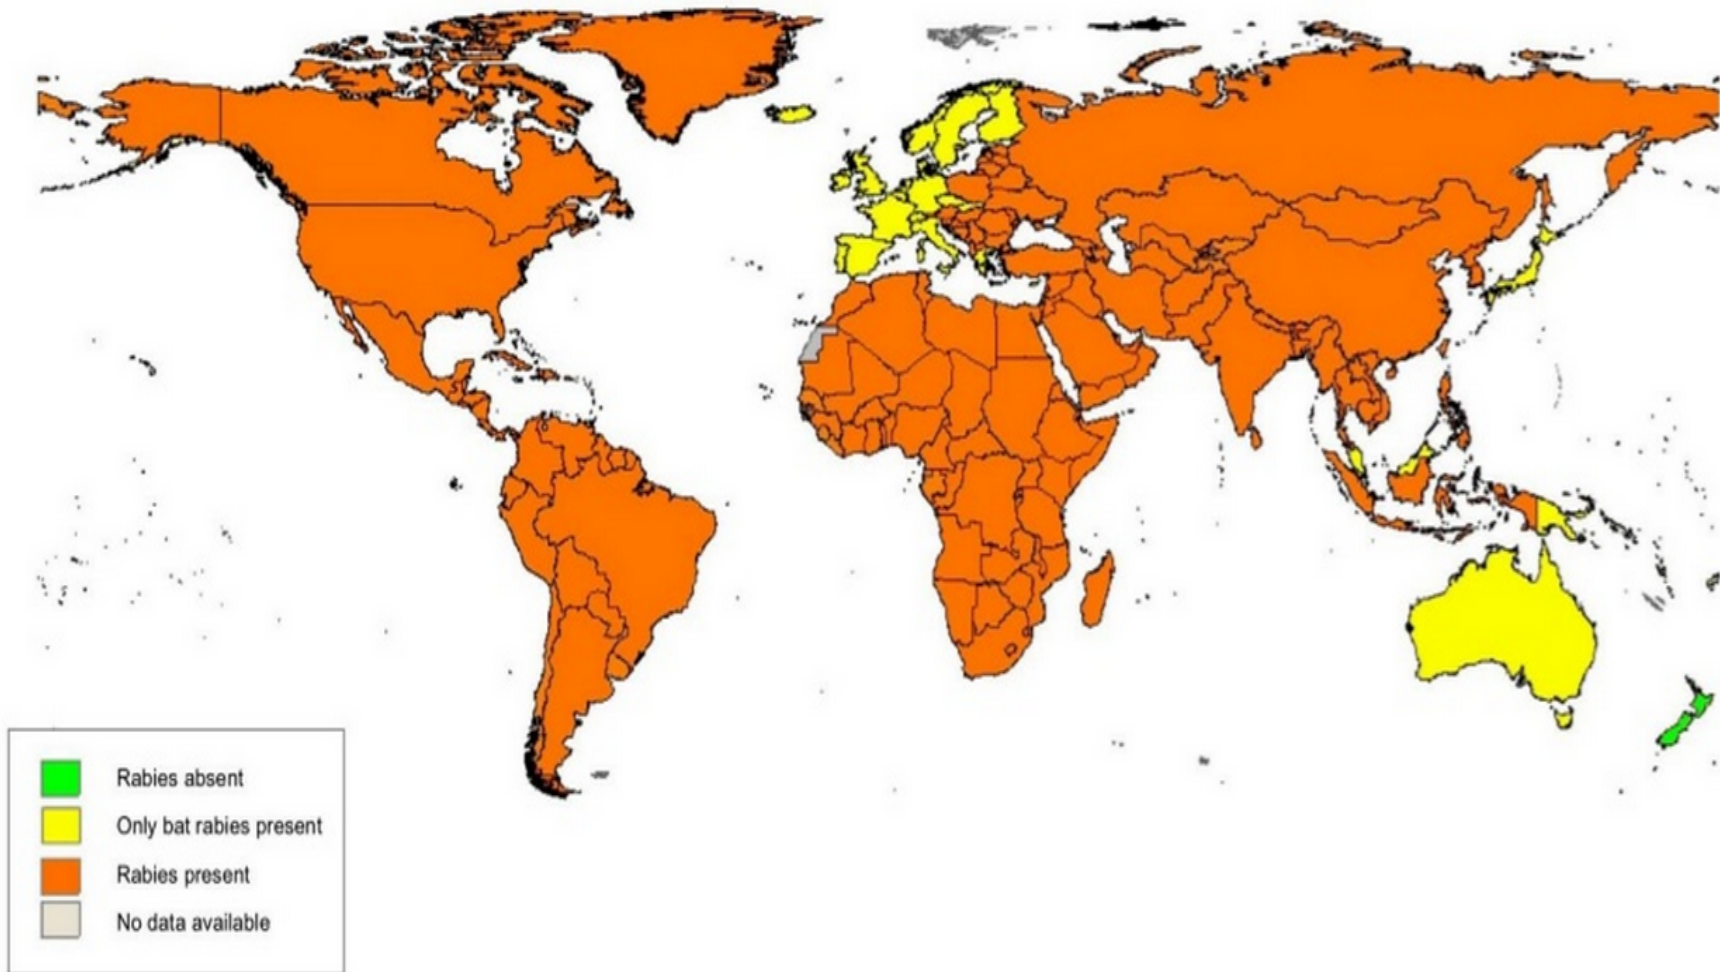 Rabies absent
Only bat rabies present
Rabies present
No data available